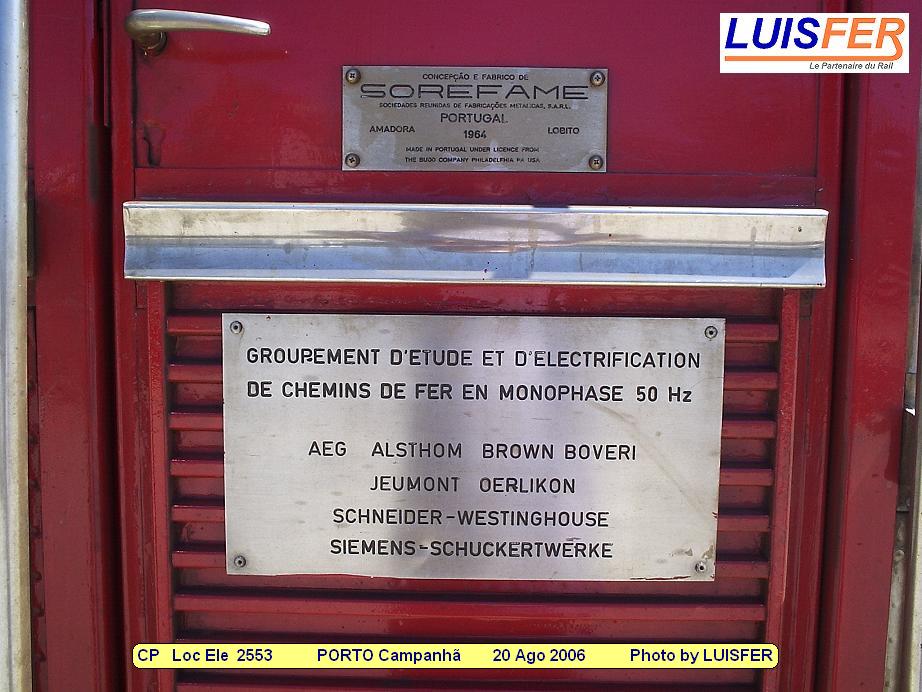 LUISFER
Le Partenaire du Rail
CONCEPÇÃO E FABRICO DE
SOREFAME
SOCIEDADES REUNIDAS DE FABRICAÇÕES METALICAS, S.A.R.L.
PORTUGAL
AMADORA 1964 LOBITO
MADE IN PORTUGAL UNDER LICENCE FROM
THE BUDD COMPANY PHILADELPHIA PA USA
GROUPEMENT D'ETUDE ET D'ELECTRIFICATION
DE CHEMINS DE FER EN MONOPHASE 50 Hz
AEG ALSTHOM BROWN BOVERI
JEUMONT OERLIKON
SCHNEIDER-WESTINGHOUSE
SIEMENS-SCHUCKERTWERKE
CP Loc Ele 2553 PORTO Campanhã 20 Ago 2006 Photo by LUISFER